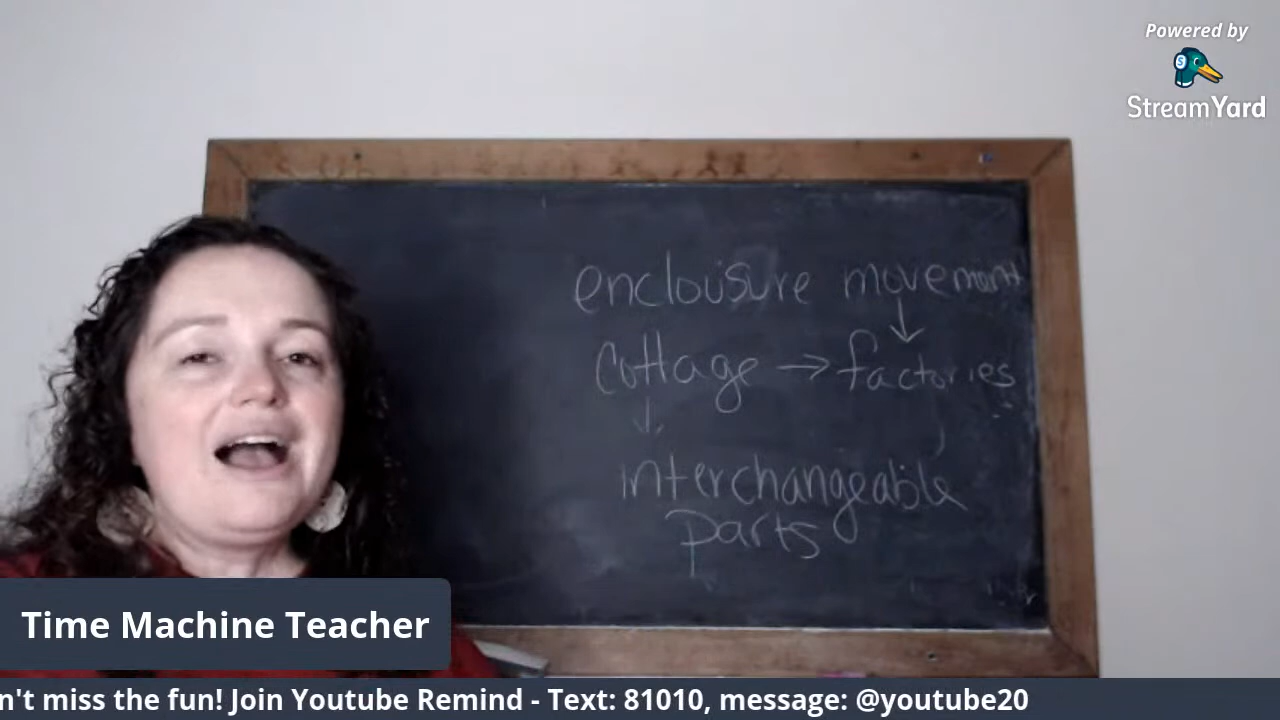 Powered by
StreamYard
enclousure movement
Cottage → factories
interchangeable
parts
Time Machine Teacher
n't miss the fun! Join Youtube Remind - Text: 81010, message: @youtube20